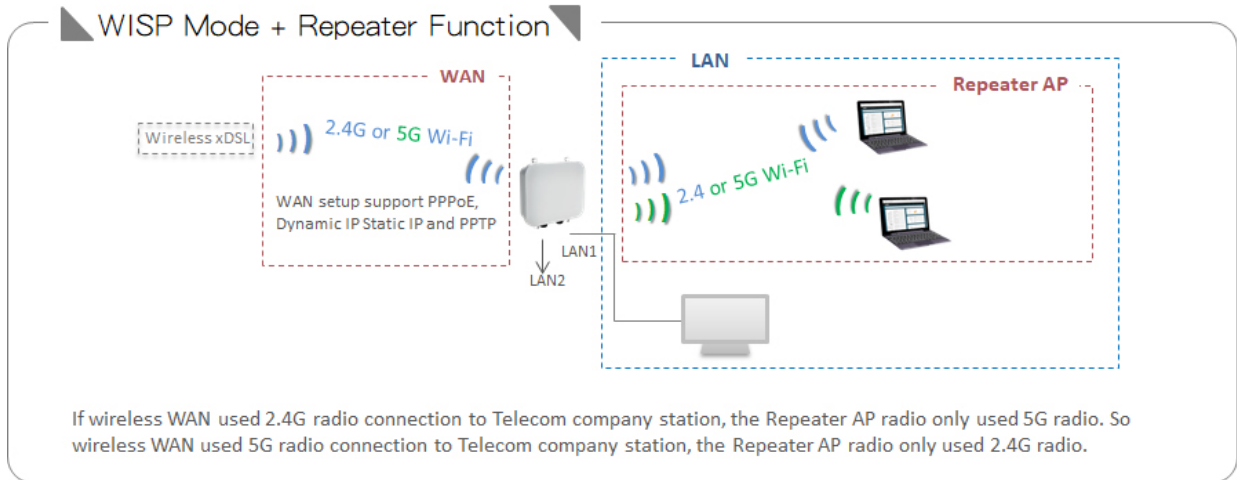 WISP Mode + Repeater Function
WAN
LAN
Repeater AP
Wireless xDSL
2.4G or 5G Wi-Fi
2.4 or 5G Wi-Fi
WAN setup support PPPoE,
Dynamic IP Static IP and PPTP
LAN1
LAN2
If wireless WAN used 2.4G radio connection to Telecom company station, the Repeater AP radio only used 5G radio. So
wireless WAN used 5G radio connection to Telecom company station, the Repeater AP radio only used 2.4G radio.